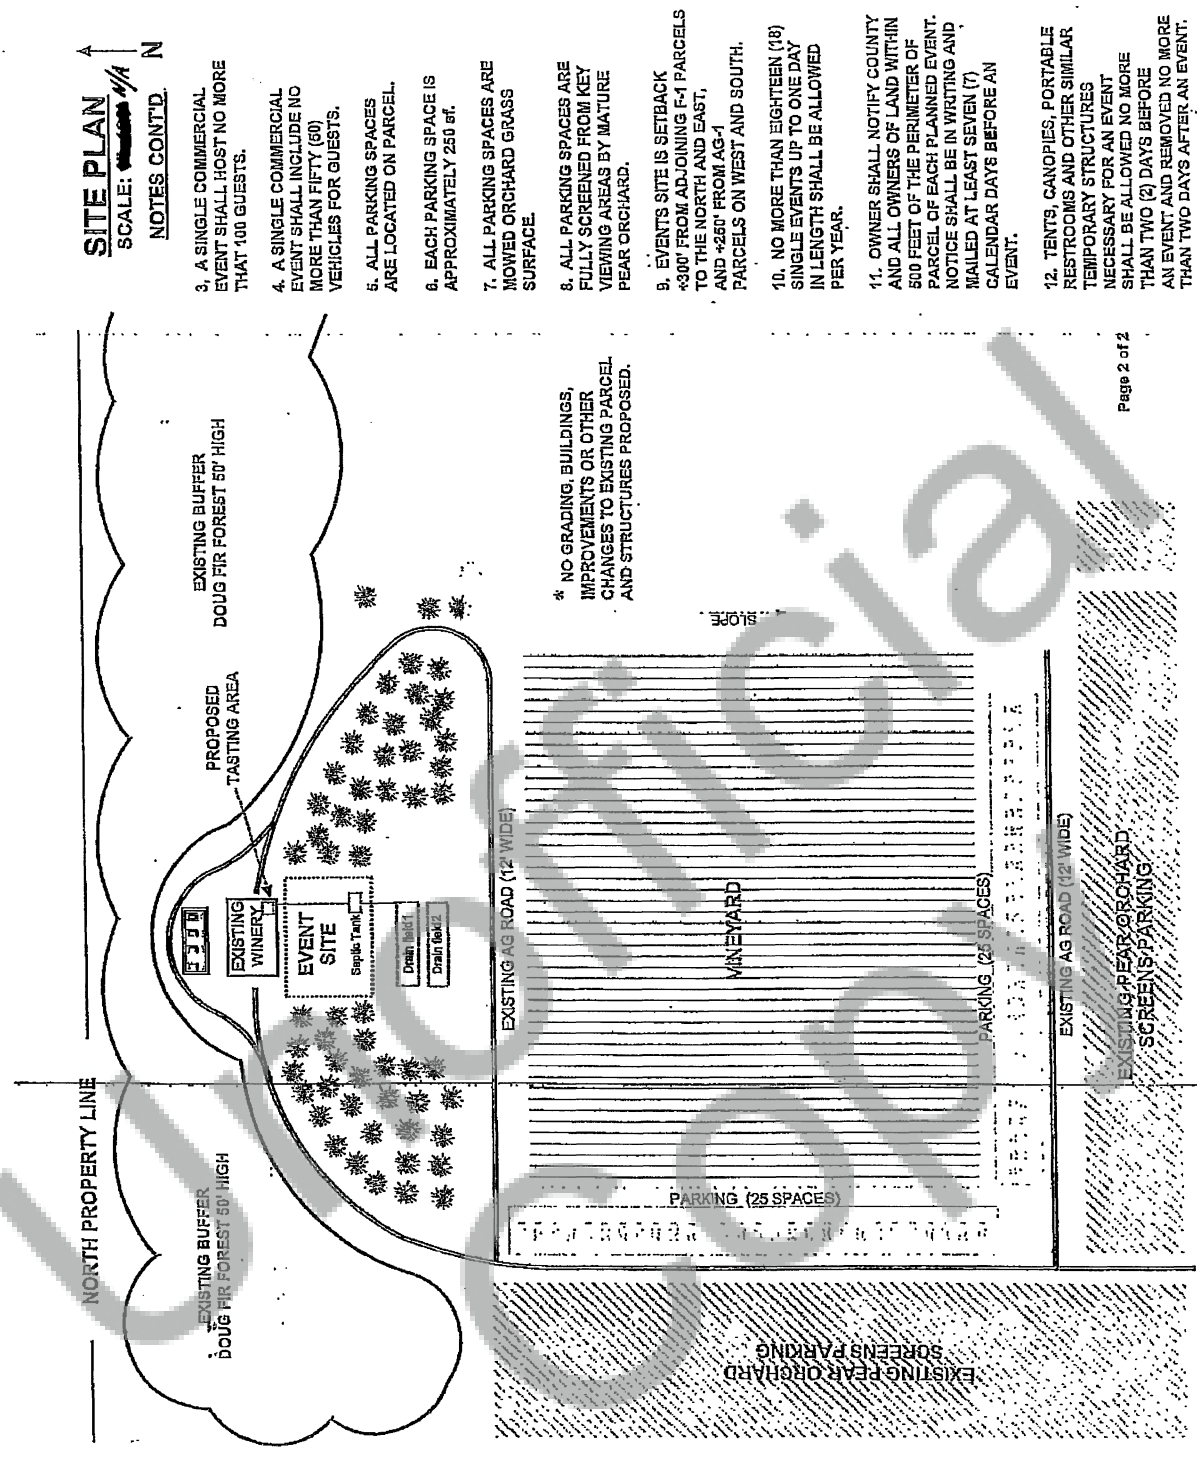 SITE PLAN
SCALE: N/A
N
NOTES CONT'D
3, A SINGLE COMMERCIAL
EVENT SHALL HOST NO MORE
THAT 100 GUESTS.
4. A SINGLE COMMERCIAL
EVENT SHALL INCLUDE NO
MORE THAN FIFTY (50)
VEHICLES FOR GUESTS.
5. ALL PARKING SPACES
ARE LOCATED ON PARCEL.
6. EACH PARKING SPACE IS
APPROXIMATELY 250 sf.
7. ALL PARKING SPACES ARE
MOWED ORCHARD GRASS
SURFACE.
8. ALL PARKING SPACES ARE
FULLY SCREENED FROM KEY
VIEWING AREAS BY MATURE
PEAR ORCHARD.
9. EVENTS SITE IS SETBACK
+300' FROM ADJOINING F-1 PARCELS
TO THE NORTH AND EAST,
AND +250' FROM AG-1
PARCELS ON WEST AND SOUTH.
10. NO MORE THAN EIGHTEEN (18)
SINGLE EVENTS UP TO ONE DAY
IN LENGTH SHALL BE ALLOWED
PER YEAR.
11. OWNER SHALL NOTIFY COUNTY
AND ALL OWNERS OF LAND WITHIN
500 FEET OF THE PERIMETER OF
PARCEL OF EACH PLANNED EVENT.
NOTICE SHALL BE IN WRITING AND
MAILED AT LEAST SEVEN (7)
CALENDAR DAYS BEFORE AN
EVENT.
12. TENTS, CANOPIES, PORTABLE
RESTROOMS AND OTHER SIMILAR
TEMPORARY STRUCTURES
NECESSARY FOR AN EVENT
SHALL BE ALLOWED NO MORE
THAN TWO (2) DAYS BEFORE
AN EVENT AND REMOVED NO MORE
THAN TWO DAYS AFTER AN EVENT.
NORTH PROPERTY LINE
EXISTING BUFFER
DOUG FIR FOREST 50' HIGH
EXISTING BUFFER
DOUG FIR FOREST 50' HIGH
PROPOSED
TASTING AREA
EXISTING
WINERY
EVENT
SITE
Septic Tank
Drain field 1
Drain field 2
EXISTING AG ROAD (12' WIDE)
* NO GRADING, BUILDINGS,
IMPROVEMENTS OR OTHER
CHANGES TO EXISTING PARCEL
AND STRUCTURES PROPOSED.
SLOPE
VINEYARD
PARKING (25 SPACES)
PARKING (25 SPACES)
EXISTING AG ROAD (12' WIDE)
EXISTING PEAR ORCHARD
SCREENS PARKING
EXISTING PEAR ORCHARD
SCREENS PARKING
Page 2 of 2
Unofficial
Copy